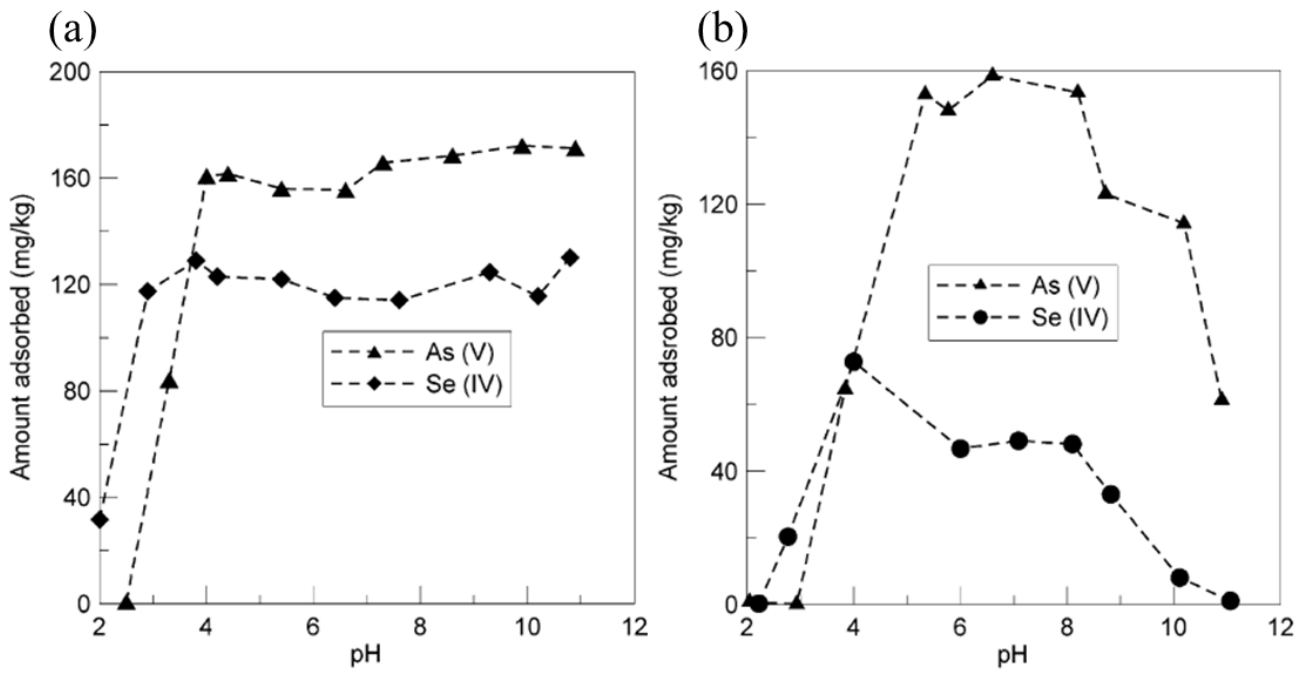 (a)
200
160
120
80
40
0
Amount adsorbed (mg/kg)
As (V)
Se (IV)
2 4 6 8 10 12
pH
(b)
160
120
80
40
0
Amount adsrobed (mg/kg)
As (V)
Se (IV)
2 4 6 8 10 12
pH